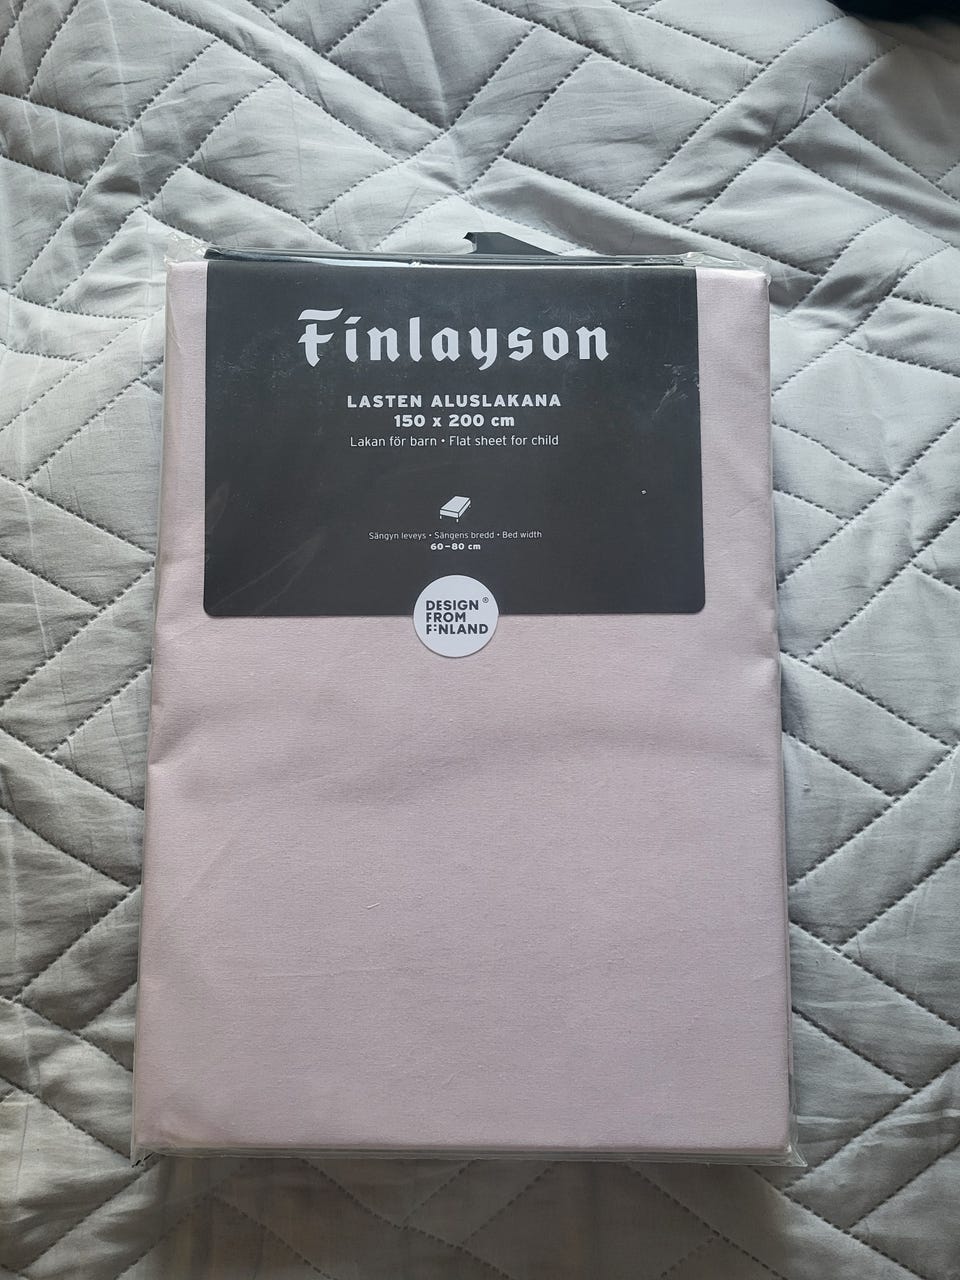 Finlayson
LASTEN ALUSLAKANA
150 x 200 cm
Lakan för barn • Flat sheet for child
Sängyn leveys • Sängens bredd • Bed width
60–80 cm
DESIGN ®
FROM
FINLAND